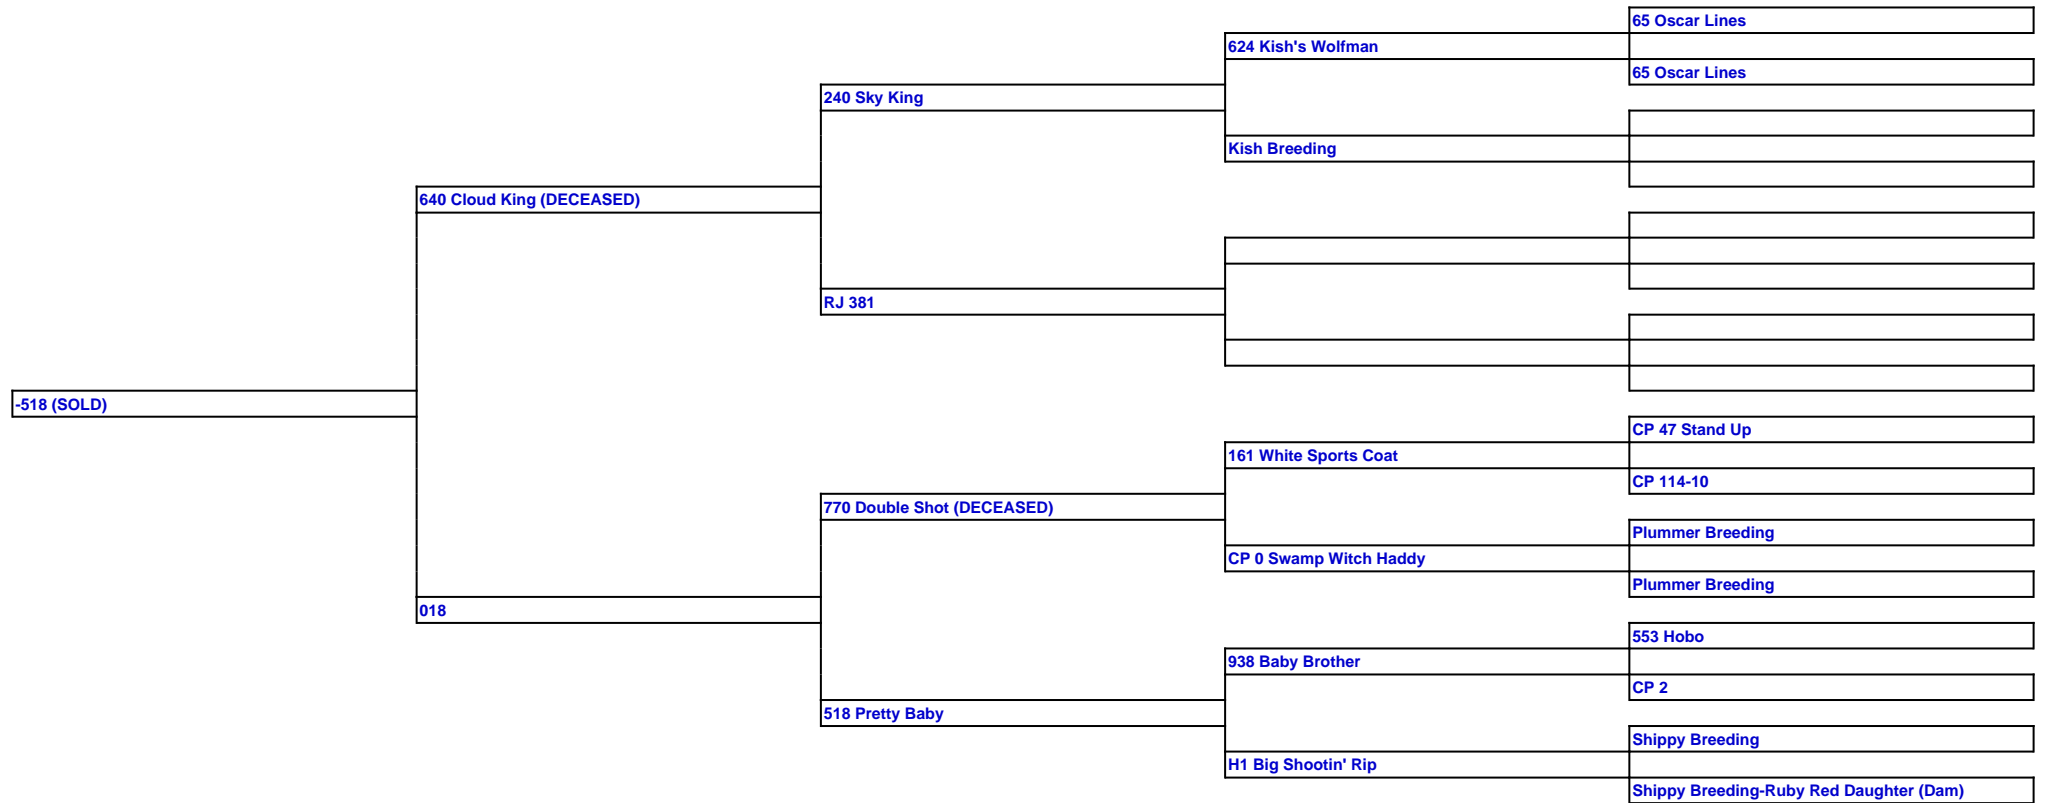 65 Oscar Lines
624 Kish's Wolfman
65 Oscar Lines
240 Sky King
Kish Breeding
640 Cloud King (DECEASED)
RJ 381
-518 (SOLD)
CP 47 Stand Up
161 White Sports Coat
CP 114-10
770 Double Shot (DECEASED)
Plummer Breeding
CP 0 Swamp Witch Haddy
Plummer Breeding
018
553 Hobo
938 Baby Brother
CP 2
518 Pretty Baby
Shippy Breeding
H1 Big Shootin' Rip
Shippy Breeding-Ruby Red Daughter (Dam)